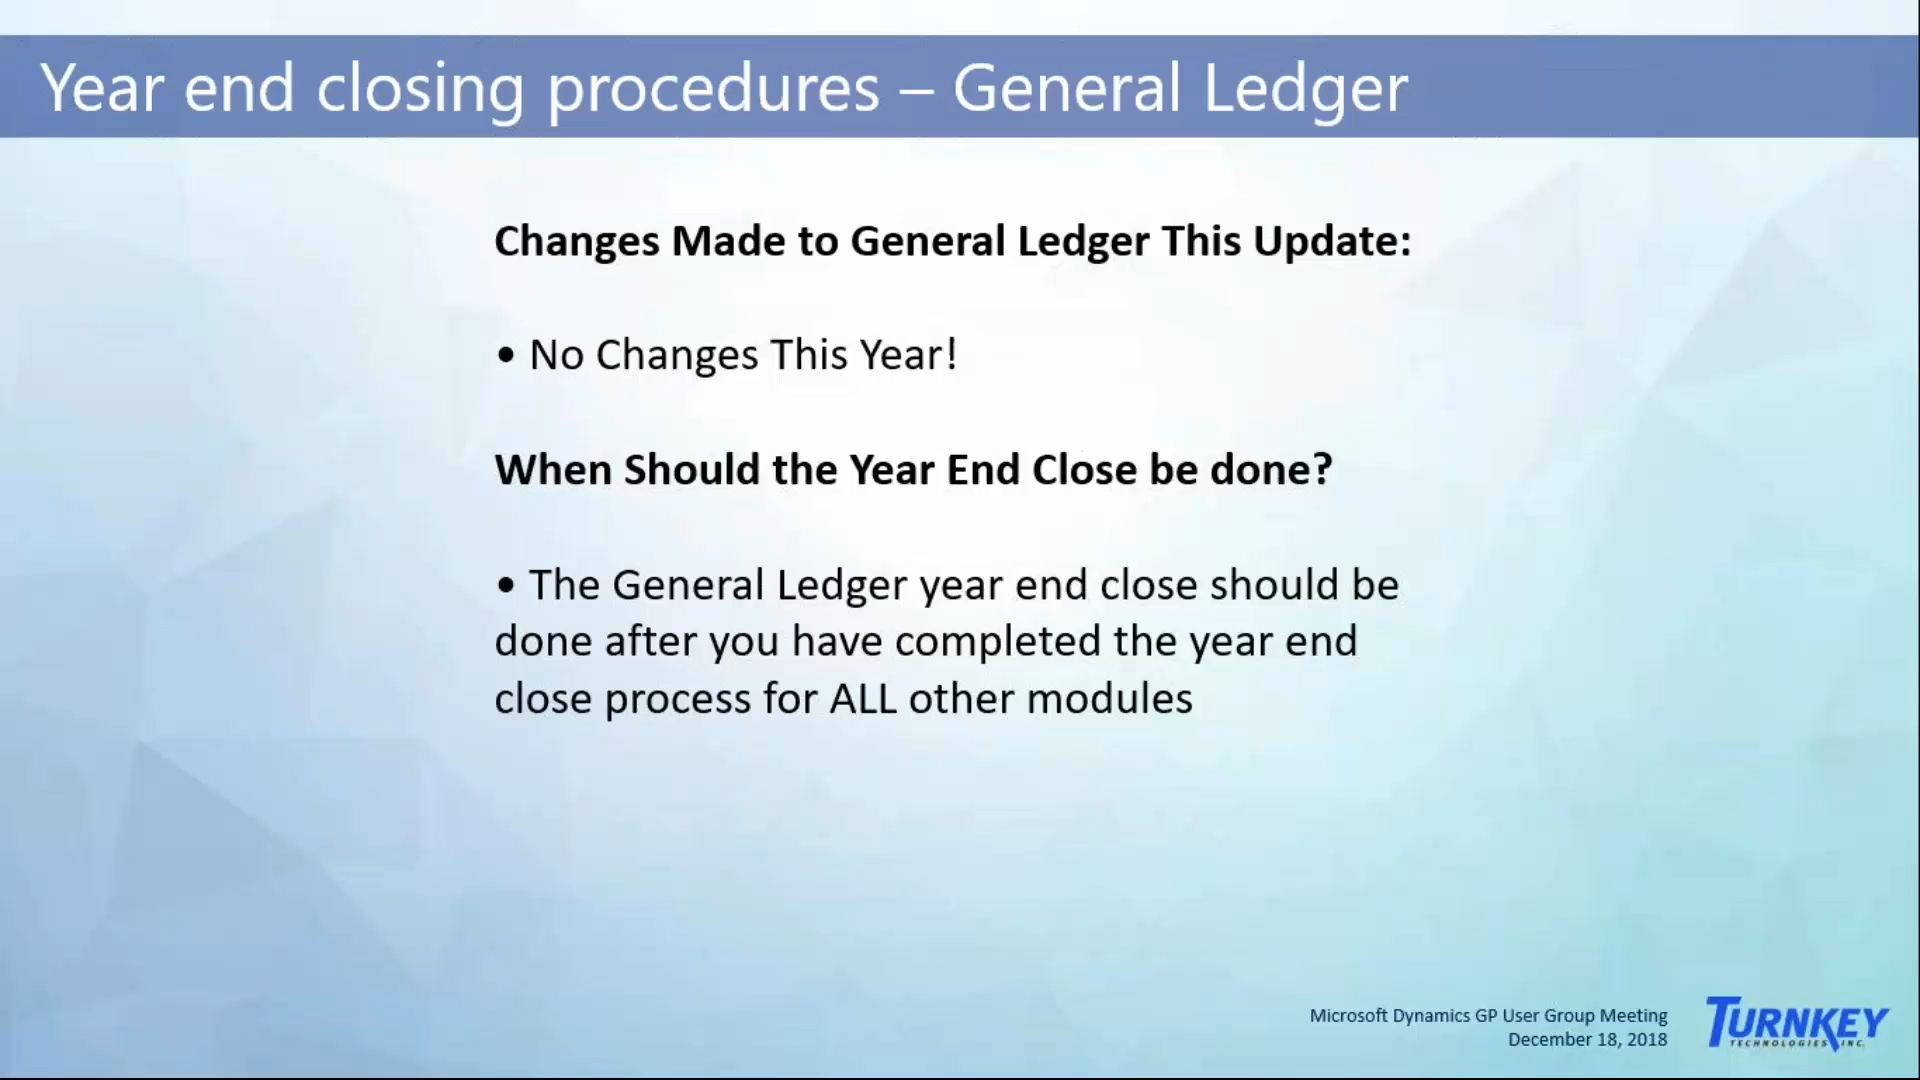 Year end closing procedures – General Ledger
Changes Made to General Ledger This Update:
• No Changes This Year!
When Should the Year End Close be done?
• The General Ledger year end close should be
done after you have completed the year end
close process for ALL other modules
Microsoft Dynamics GP User Group Meeting
December 18, 2018
TURNKEY
TECHNOLOGIES, INC.